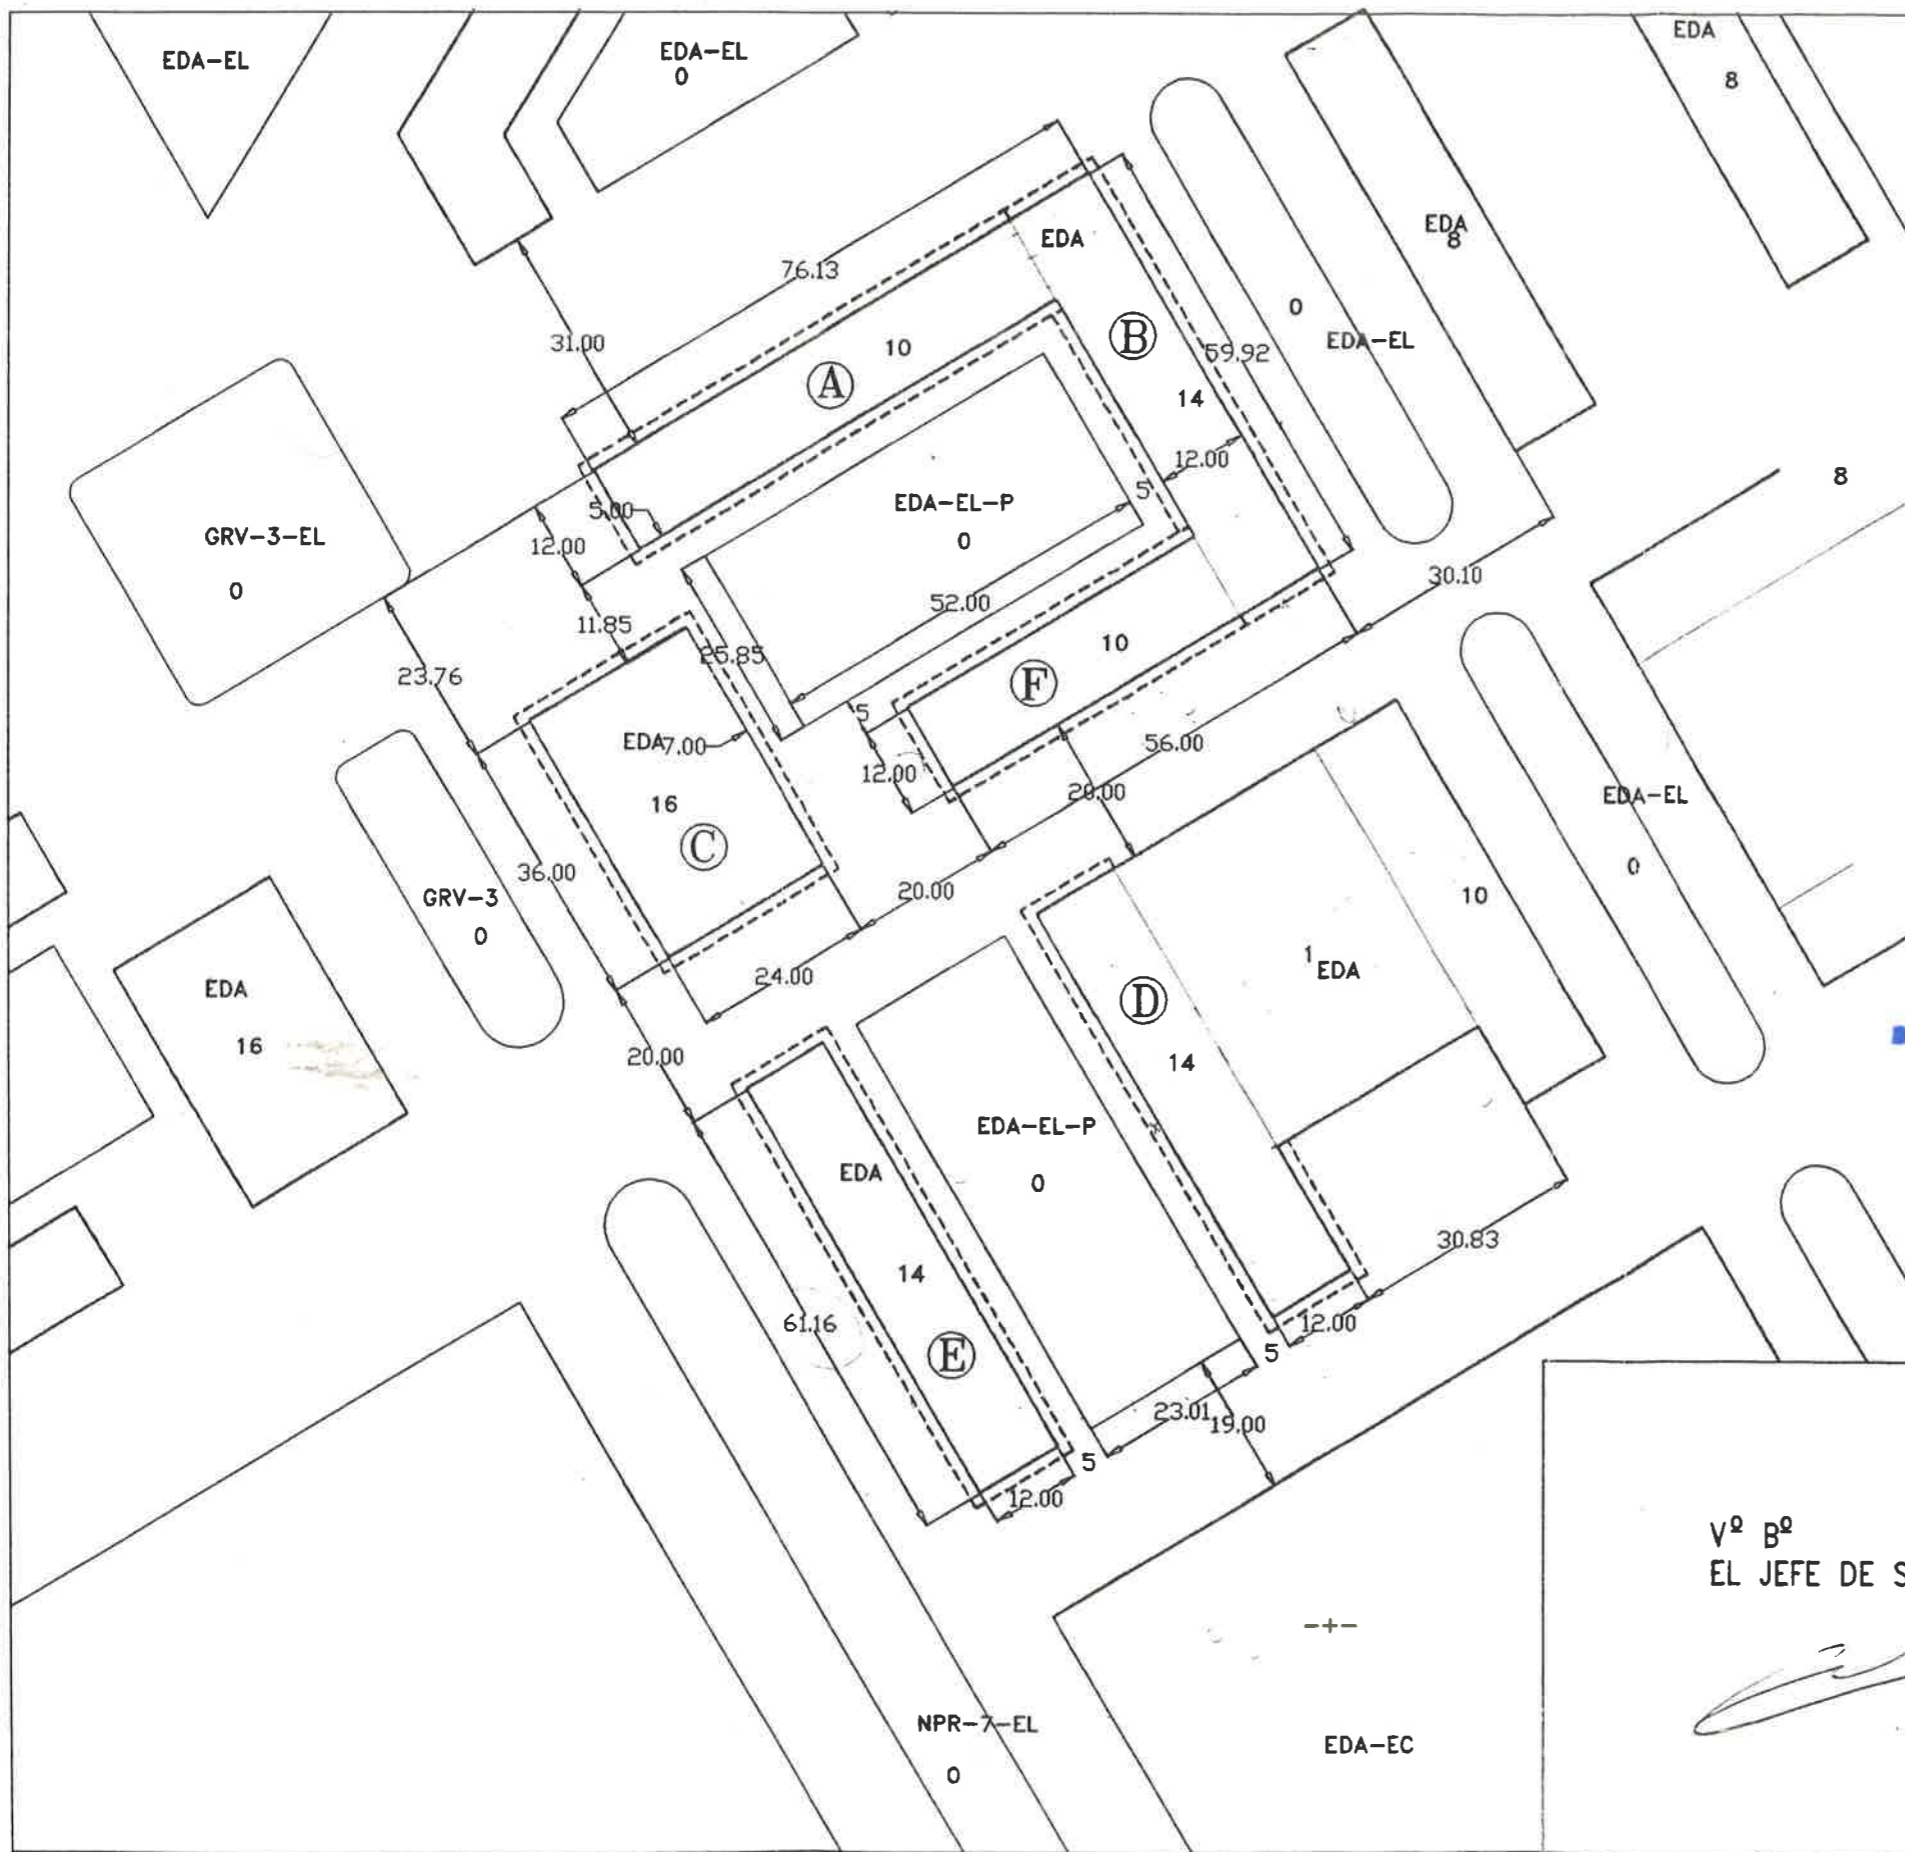 EDA-EL
EDA-EL
0
EDA
8
EDA
8
EDA
76.13
31.00
10
A
B
59.92
14
12.00
0
EDA-EL
8
GRV-3-EL
0
5.00
12.00
11.85
EDA-EL-P
0
5
52.00
25.85
23.76
30.10
10
F
5
12.00
56.00
20.00
EDA
7.00
16
C
36.00
24.00
20.00
GRV-3
0
EDA
16
20.00
EDA-EL
0
10
1
EDA
D
14
EDA-EL-P
0
EDA
14
E
61.16
12.00
5
23.01
19.00
5
12.00
30.83
NPR-7-EL
0
EDA-EC
-+-
Vº Bº
EL JEFE DE S